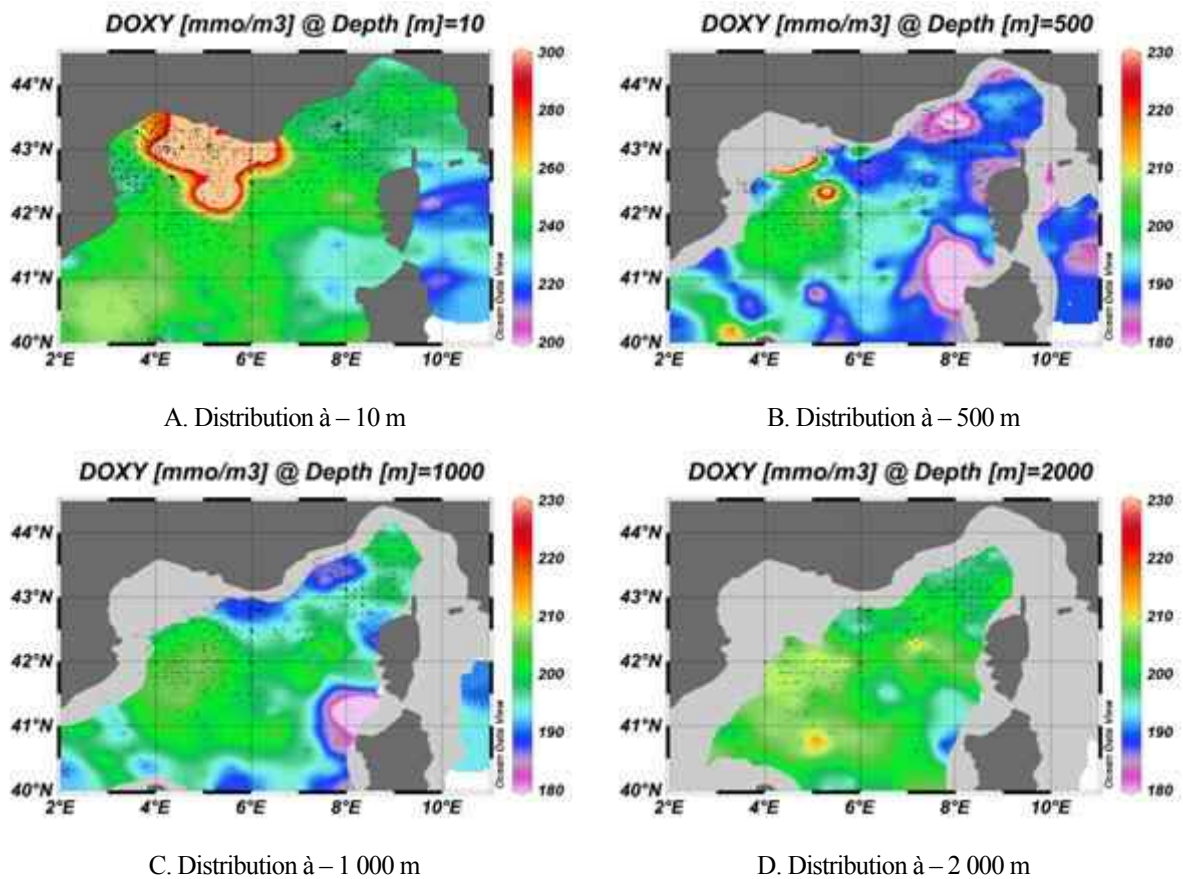 DOXY [mmo/m3] @ Depth [m]=10
300
280
260
240
220
200
44°N
43°N
42°N
41°N
40°N
2°E 4°E 6°E 8°E 10°E
Ocean Data View
A. Distribution à – 10 m
DOXY [mmo/m3] @ Depth [m]=500
230
220
210
200
190
180
44°N
43°N
42°N
41°N
40°N
2°E 4°E 6°E 8°E 10°E
Ocean Data View
B. Distribution à – 500 m
DOXY [mmo/m3] @ Depth [m]=1000
230
220
210
200
190
180
44°N
43°N
42°N
41°N
40°N
2°E 4°E 6°E 8°E 10°E
Ocean Data View
C. Distribution à – 1 000 m
DOXY [mmo/m3] @ Depth [m]=2000
230
220
210
200
190
180
44°N
43°N
42°N
41°N
40°N
2°E 4°E 6°E 8°E 10°E
Ocean Data View
D. Distribution à – 2 000 m